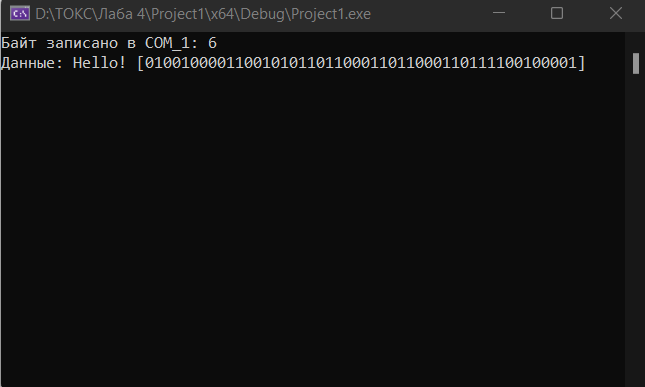 D:\ТОКС\Лаба 4\Project1\x64\Debug\Project1.exe
Байт записано в COM_1: 6
Данные: Hello! [010010000110010101101100011011000110111100100001]